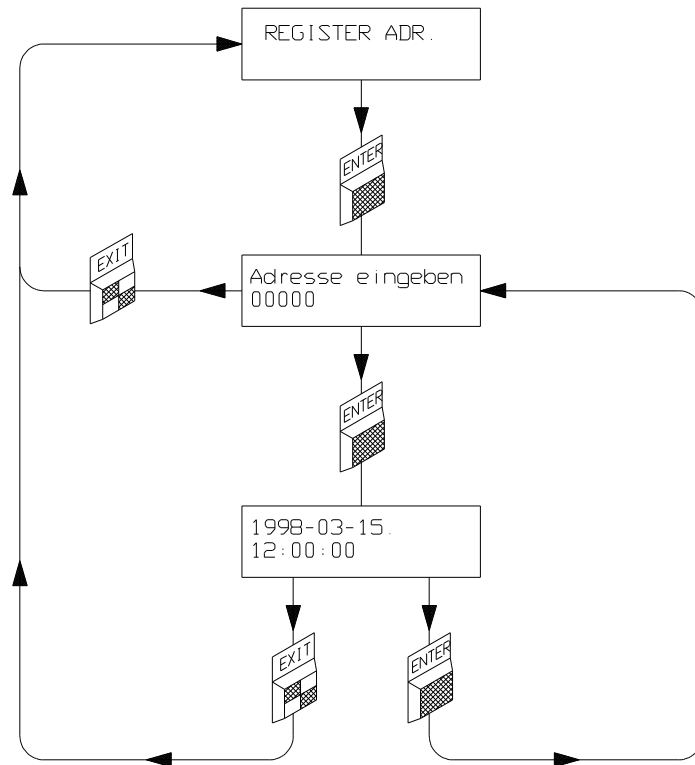 REGISTER ADR.
ENTER
EXIT
Adresse eingeben
00000
ENTER
1998-03-15.
12:00:00
EXIT
ENTER